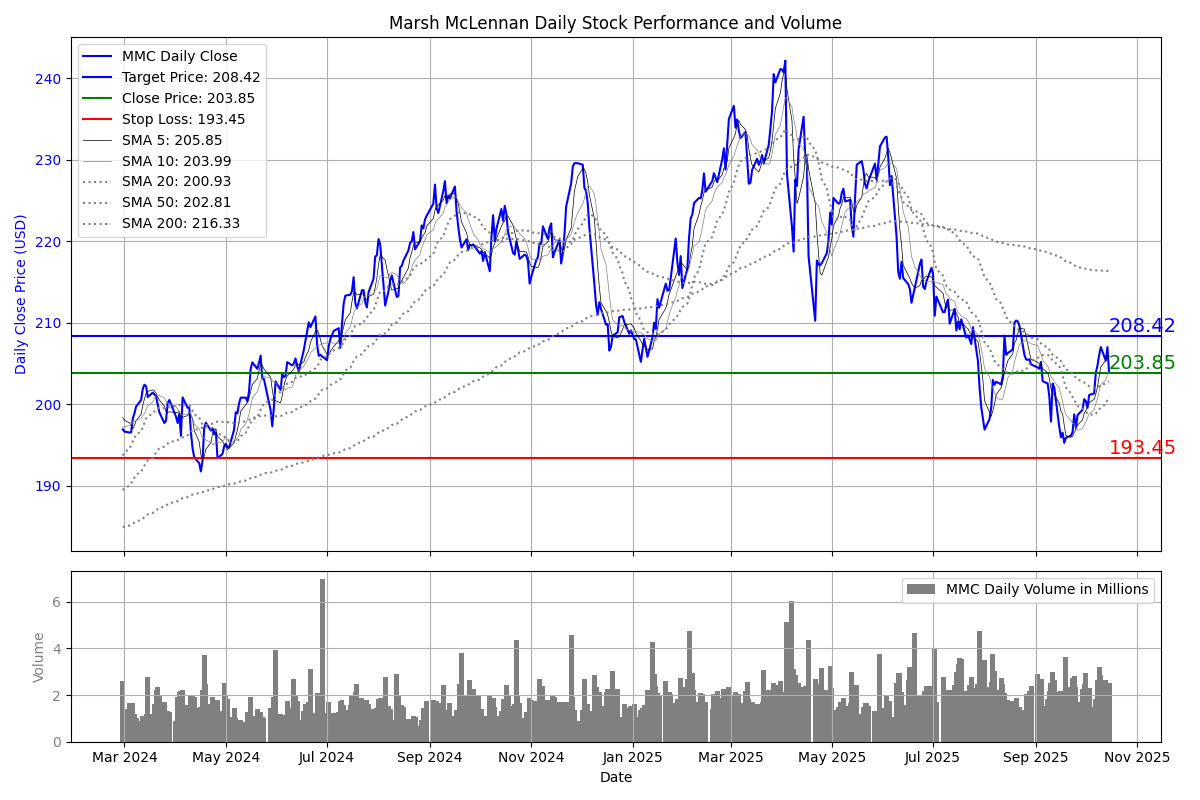 Marsh McLennan Daily Stock Performance and Volume
MMC Daily Close
Target Price: 208.42
Close Price: 203.85
Stop Loss: 193.45
SMA 5: 205.85
SMA 10: 203.99
SMA 20: 200.93
SMA 50: 202.81
SMA 200: 216.33
Daily Close Price (USD)
240
230
220
210
200
190
208.42
203.85
193.45
MMC Daily Volume in Millions
Volume
6
4
2
0
Mar 2024
May 2024
Jul 2024
Sep 2024
Nov 2024
Jan 2025
Mar 2025
May 2025
Jul 2025
Sep 2025
Nov 2025
Date